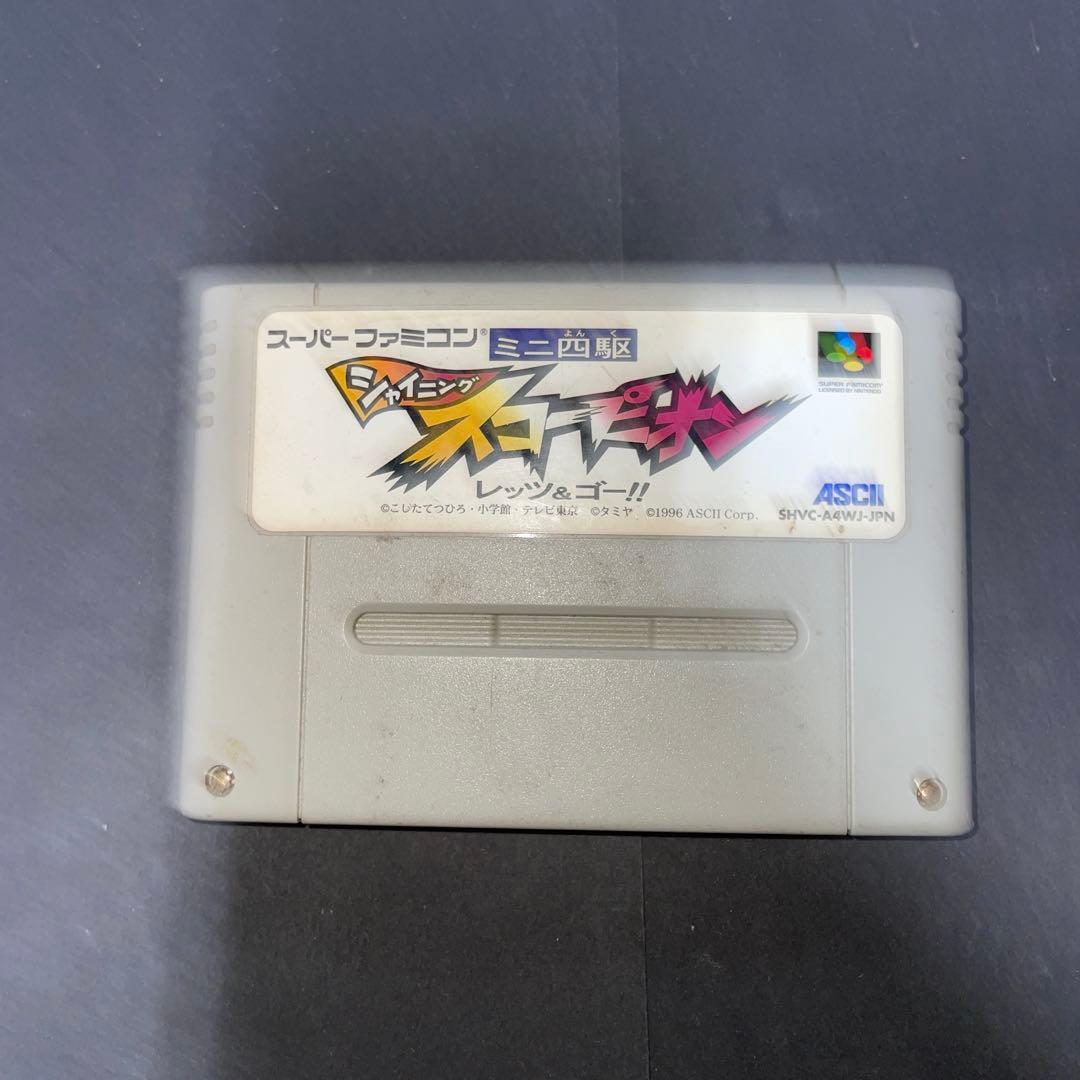 スーパーファミコン®
ミニ四駆
よんく
シャイニング
スコーピオン
レッツ&ゴー!!
©こしたてつひろ・小学館・テレビ東京 ©タミヤ ©1996 ASCII Corp.
SUPER FAMICOM
LICENSED BY NINTENDO
ASCII
SHVC-A4WJ-JPN